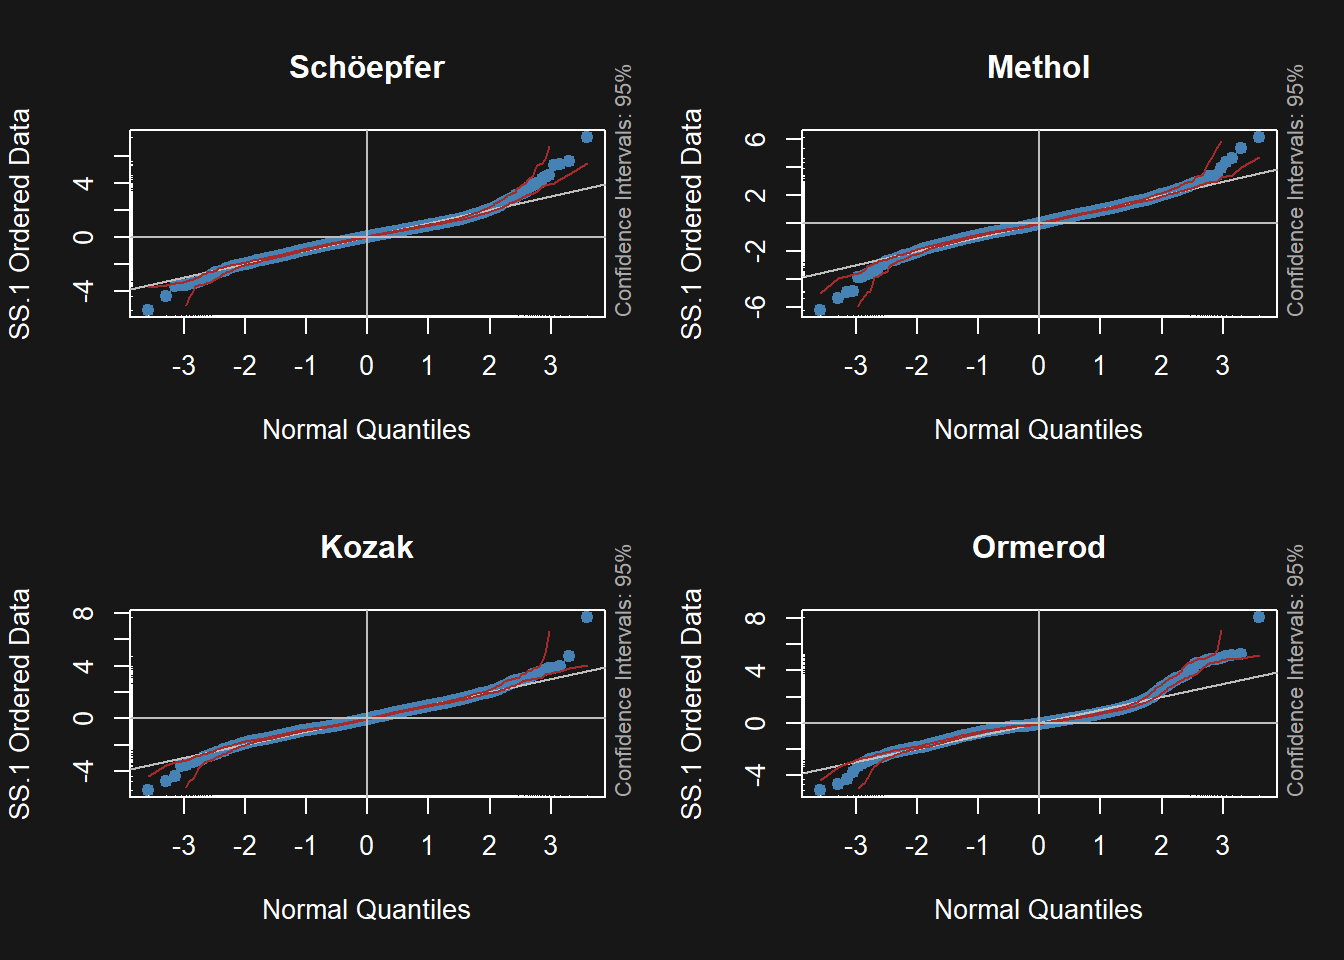 Schöepfer
SS.1 Ordered Data
4
0
-4
-3 -2 -1 0 1 2 3
Normal Quantiles
Confidence Intervals: 95%
Methol
SS.1 Ordered Data
6
2
-2
-6
-3 -2 -1 0 1 2 3
Normal Quantiles
Confidence Intervals: 95%
Kozak
SS.1 Ordered Data
8
4
0
-4
-3 -2 -1 0 1 2 3
Normal Quantiles
Confidence Intervals: 95%
Ormerod
SS.1 Ordered Data
8
4
0
-4
-3 -2 -1 0 1 2 3
Normal Quantiles
Confidence Intervals: 95%